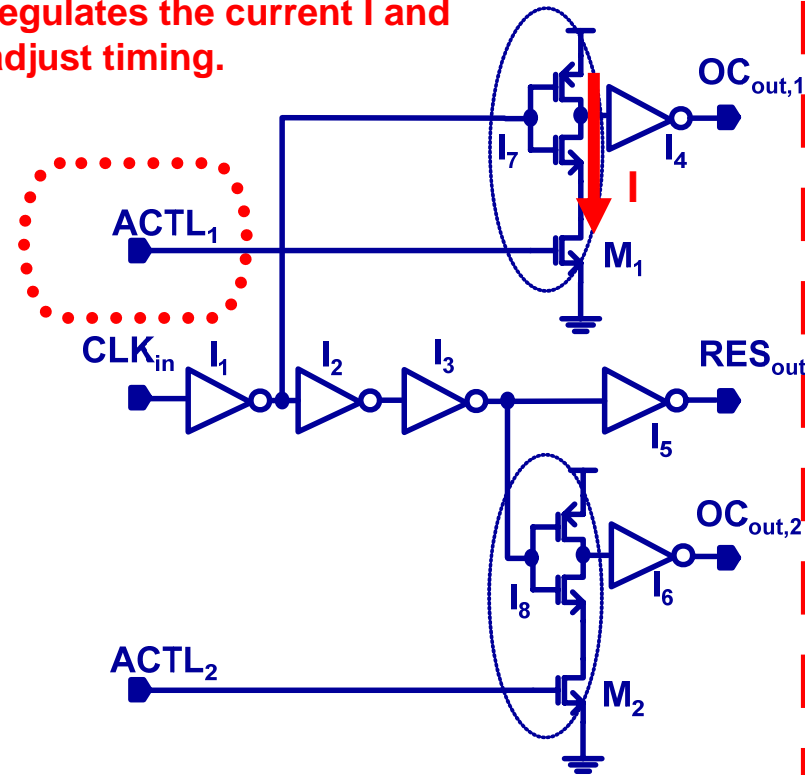 egulates the current I and
adjust timing.
OCout,1
I7
I4
I
ACTL1
M1
CLKin
I1
I2
I3
RESout
I5
OCout,2
I8
I6
ACTL2
M2